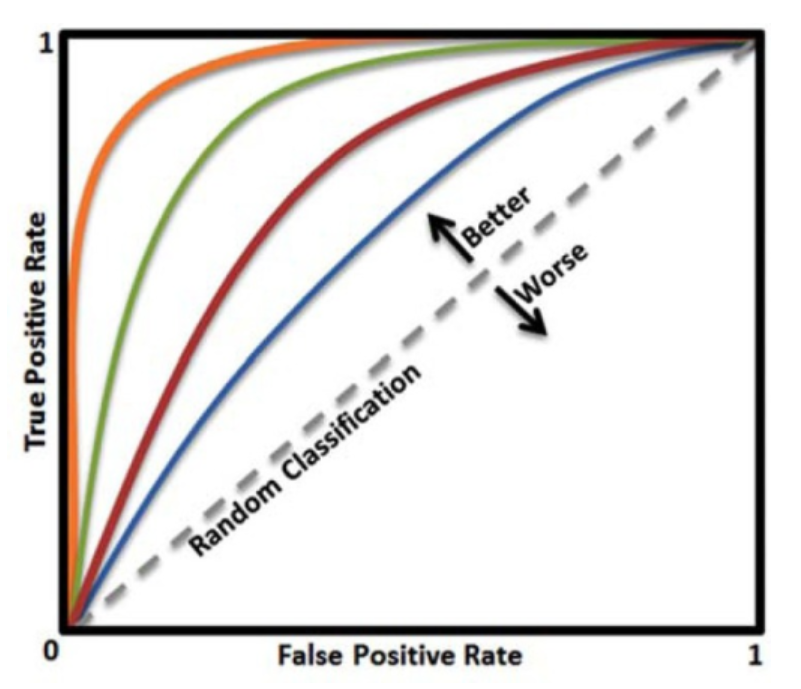 1
True Positive Rate
Better
Worse
Random Classification
0
False Positive Rate
1